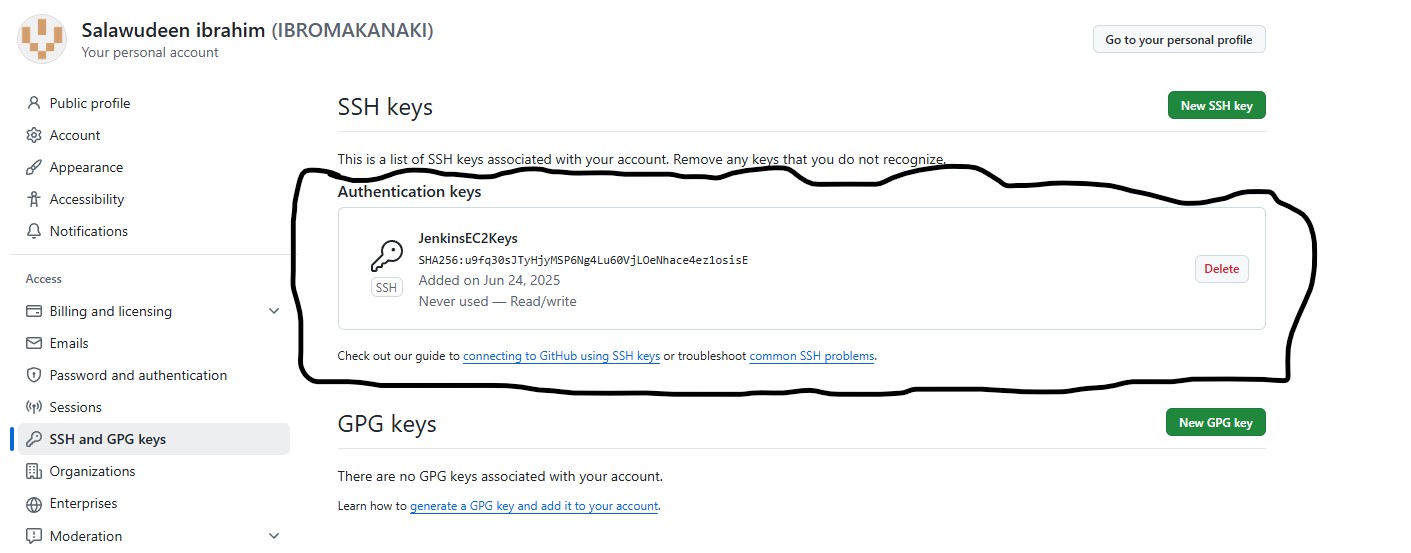 Salawudeen ibrahim (IBROMAKANAKI)
Your personal account
Go to your personal profile
Public profile
Account
Appearance
Accessibility
Notifications
Access
Billing and licensing
Emails
Password and authentication
Sessions
SSH and GPG keys
Organizations
Enterprises
Moderation
SSH keys
New SSH key
This is a list of SSH keys associated with your account. Remove any keys that you do not recognize.
Authentication keys
JenkinsEC2Keys
SHA256:u9fq30sJTyHjyMSP6Ng4Lu60VjLOeNhace4ez1osisE
SSH
Added on Jun 24, 2025
Never used — Read/write
Delete
Check out our guide to connecting to GitHub using SSH keys or troubleshoot common SSH problems.
GPG keys
New GPG key
There are no GPG keys associated with your account.
Learn how to generate a GPG key and add it to your account.